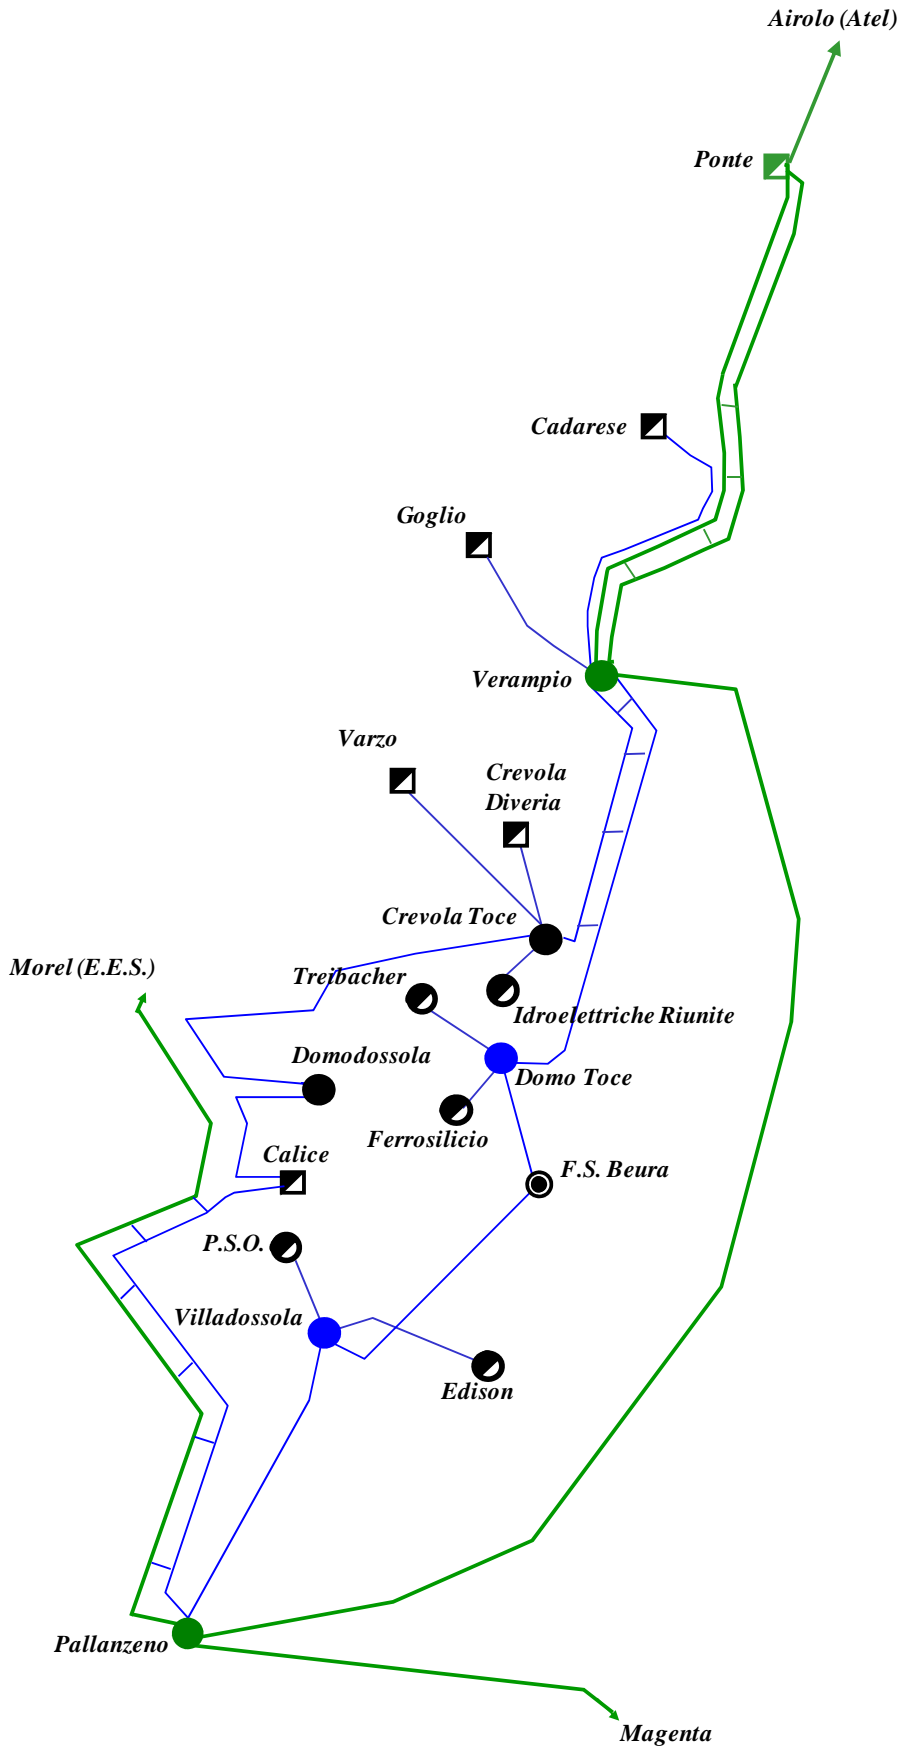 Airolo (Atel)
Ponte
Cadarese
Goglio
Verampio
Varzo
Crevola
Diveria
Crevola Toce
Morel (E.E.S.)
Treibacher
Idroelettriche Riunite
Domodossola
Domo Toce
Ferrosilicio
Calice
F.S. Beura
P.S.O.
Villadossola
Edison
Pallanzeno
Magenta